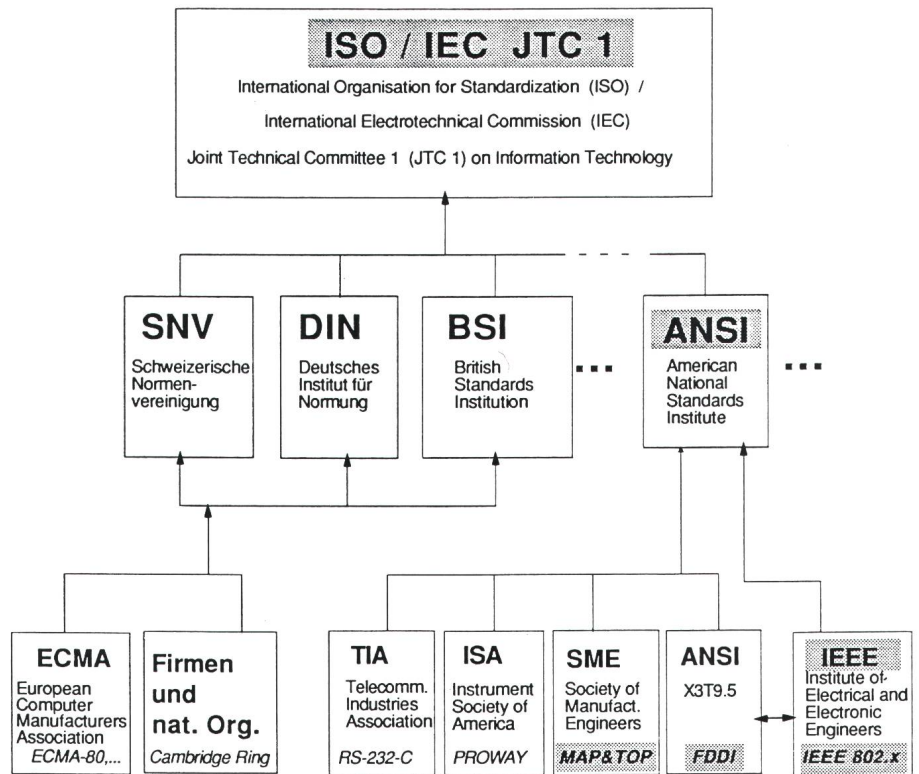 ISO / IEC JTC 1
International Organisation for Standardization (ISO) /
International Electrotechnical Commission (IEC)
Joint Technical Committee 1 (JTC 1) on Information Technology
SNV
Schweizerische
Normen-
vereinigung
DIN
Deutsches
Institut für
Normung
BSI
British
Standards
Institution
...
ANSI
American
National
Standards
Institute
...
ECMA
European
Computer
Manufacturers
Association
ECMA-80,...
Firmen
und
nat. Org.
Cambridge Ring
TIA
Telecomm.
Industries
Association
RS-232-C
ISA
Instrument
Society of
America
PROWAY
SME
Society of
Manufact.
Engineers
MAP&TOP
ANSI
X3T9.5
FDDI
IEEE
Institute of
Electrical and
Electronic
Engineers
IEEE 802.x